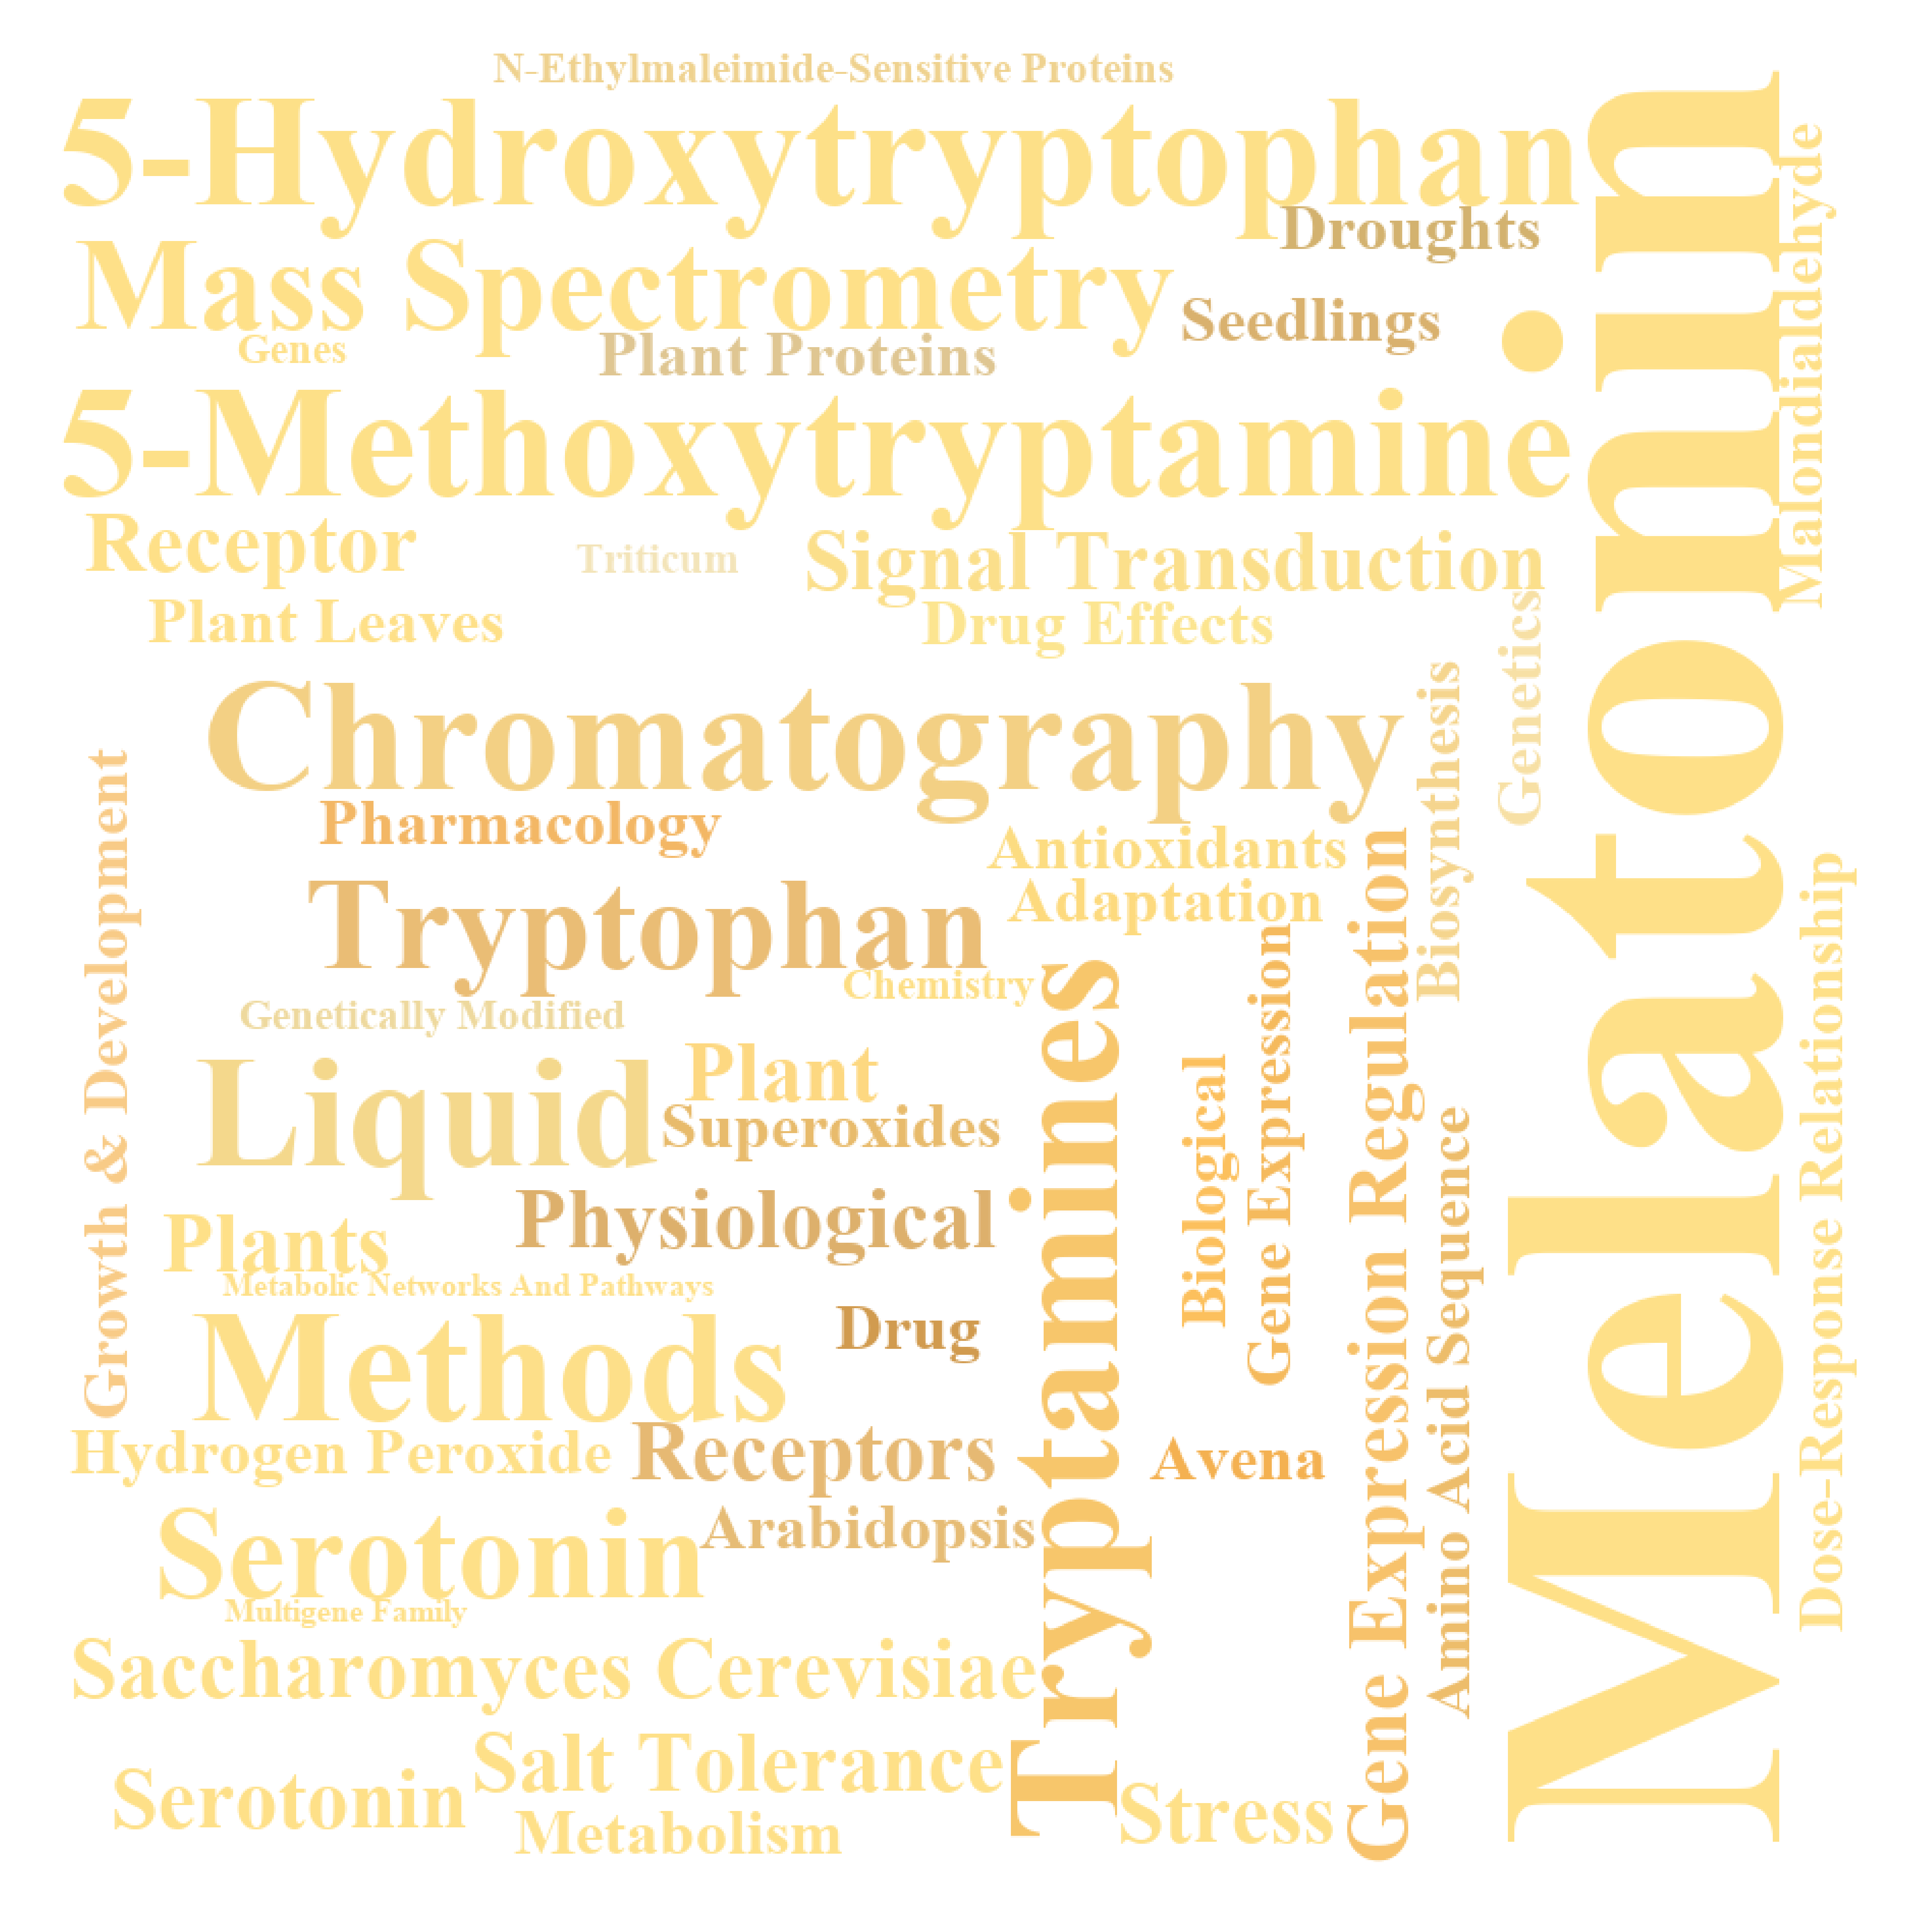 N-Ethylmaleimide-Sensitive Proteins
5-Hydroxytryptophan
Droughts
Mass Spectrometry
Seedlings
Genes
Plant Proteins
5-Methoxytryptamine
Receptor
Triticum
Signal Transduction
Plant Leaves
Drug Effects
Chromatography
Pharmacology
Antioxidants
Tryptophan
Adaptation
Chemistry
Genetically Modified
Liquid
Plant
Superoxides
Physiological
Plants
Metabolic Networks And Pathways
Methods
Drug
Hydrogen Peroxide
Receptors
Avena
Serotonin
Arabidopsis
Multigene Family
Saccharomyces Cerevisiae
Salt Tolerance
Serotonin
Metabolism
Stress
Growth & Development
Tryptamines
Biological
Gene Expression
Gene Expression Regulation
Biosynthesis
Amino Acid Sequence
Genetics
Melatonin
Malondialdehyde
Dose-Response Relationship